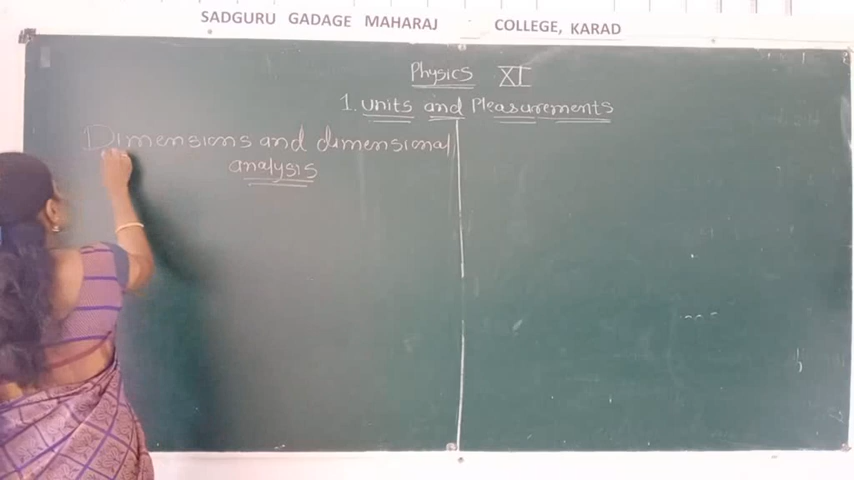 SADGURU GADAGE MAHARAJ COLLEGE, KARAD
Physics XI
1. Units and Measurements
Dimensions and dimensional
analysis